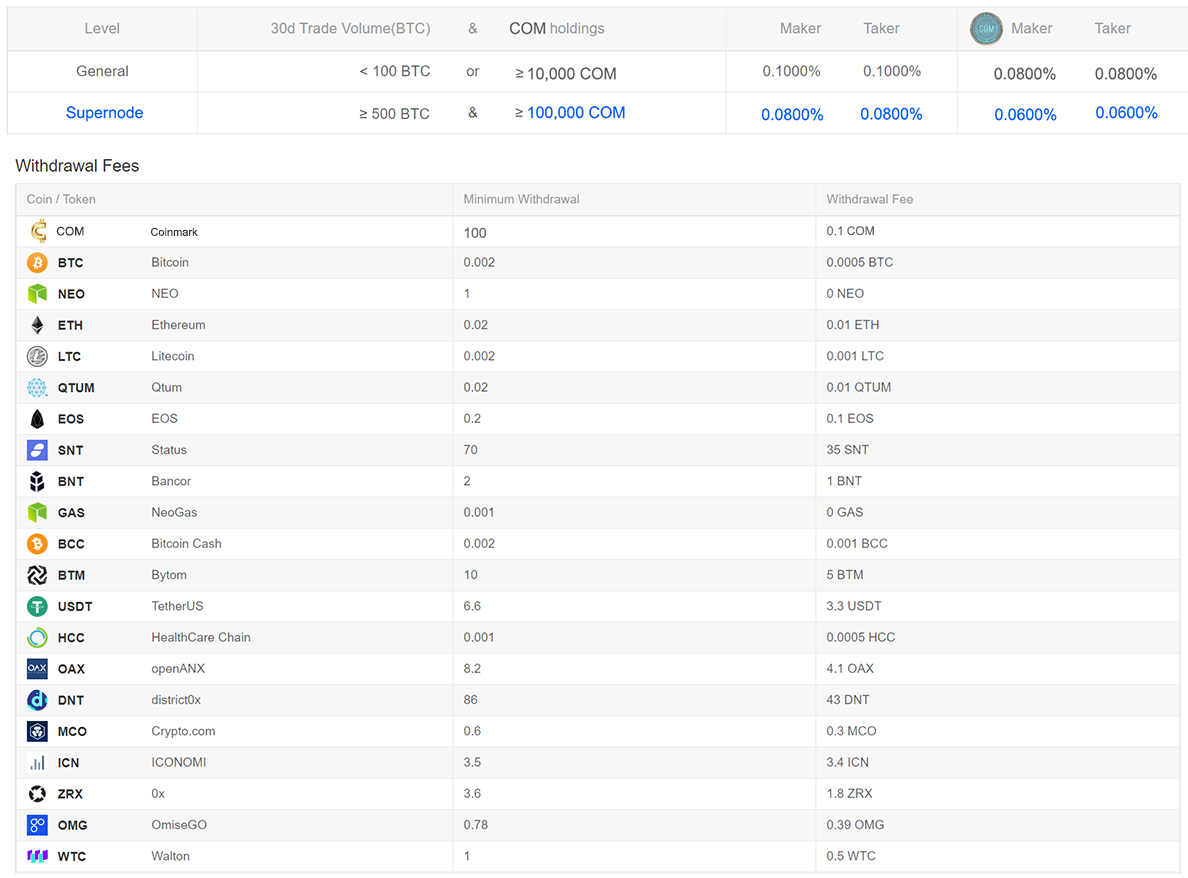 Level 30d Trade Volume(BTC) & COM holdings Maker Taker COM Maker Taker
General < 100 BTC or ≥ 10,000 COM 0.1000% 0.1000% 0.0800% 0.0800%
Supernode ≥ 500 BTC & ≥ 100,000 COM 0.0800% 0.0800% 0.0600% 0.0600%
Withdrawal Fees
Coin / Token Minimum Withdrawal Withdrawal Fee
COM Coinmark 100 0.1 COM
BTC Bitcoin 0.002 0.0005 BTC
NEO NEO 1 0 NEO
ETH Ethereum 0.02 0.01 ETH
LTC Litecoin 0.002 0.001 LTC
QTUM Qtum 0.02 0.01 QTUM
EOS EOS 0.2 0.1 EOS
SNT Status 70 35 SNT
BNT Bancor 2 1 BNT
GAS NeoGas 0.001 0 GAS
BCC Bitcoin Cash 0.002 0.001 BCC
BTM Bytom 10 5 BTM
USDT TetherUS 6.6 3.3 USDT
HCC HealthCare Chain 0.001 0.0005 HCC
OAX OAX openANX 8.2 4.1 OAX
DNT district0x 86 43 DNT
MCO Crypto.com 0.6 0.3 MCO
ICN ICONOMI 3.5 3.4 ICN
ZRX 0x 3.6 1.8 ZRX
OMG OmiseGO 0.78 0.39 OMG
WTC Walton 1 0.5 WTC